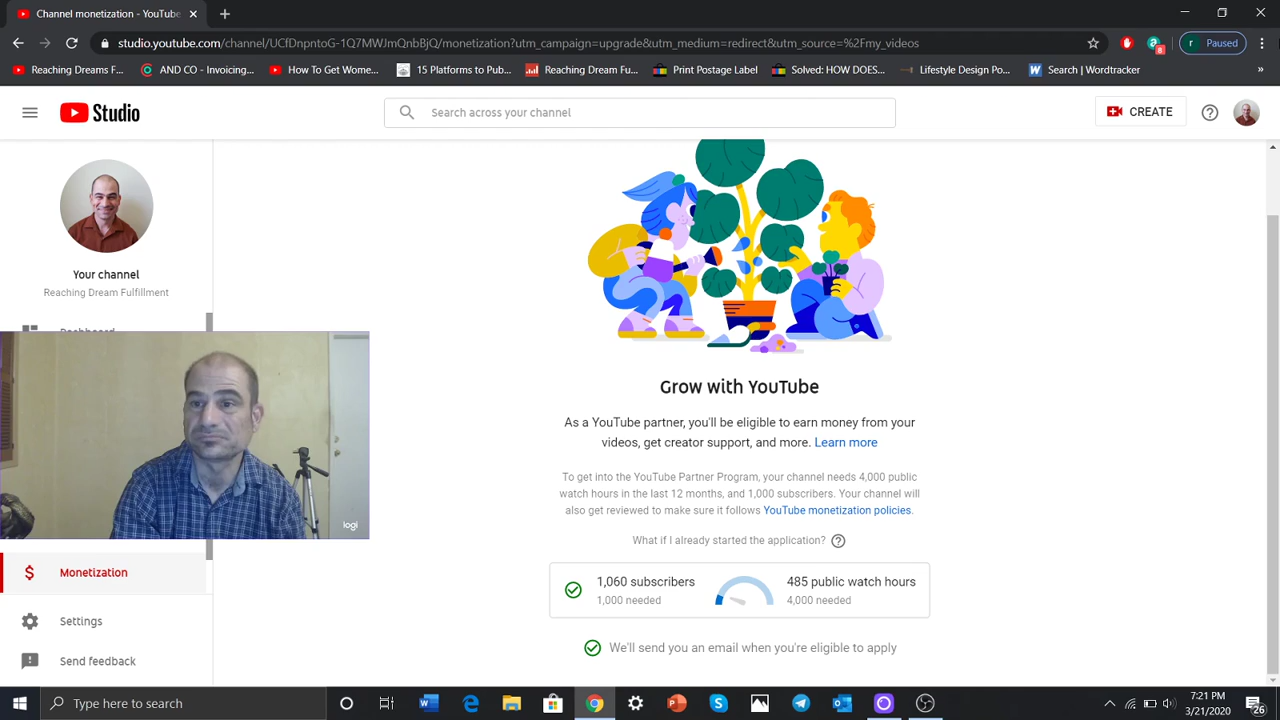 Channel monetization - YouTube S
studio.youtube.com/channel/UCfDnpntoG-1Q7MWJmQnbBjQ/monetization?utm_campaign=upgrade&utm_medium=redirect&utm_source=%2Fmy_videos
r Paused
Reaching Dream F... AND CO - Invoicing... How To Get Wome... 15 Platforms to Pu... Reaching Dream Fu... Print Postage Label Solved: HOW DOES... Lifestyle Design Po... Search | Wordtracker »
Studio
Search across your channel
CREATE
Your channel
Reaching Dream Fulfillment
Dashboard
logi
Monetization
Settings
Send feedback
Grow with YouTube
As a YouTube partner, you'll be eligible to earn money from your
videos, get creator support, and more. Learn more
To get into the YouTube Partner Program, your channel needs 4,000 public
watch hours in the last 12 months, and 1,000 subscribers. Your channel will
also get reviewed to make sure it follows YouTube monetization policies.
What if I already started the application?
1,060 subscribers
1,000 needed
485 public watch hours
4,000 needed
We'll send you an email when you're eligible to apply
Type here to search
7:21 PM
3/21/2020
26